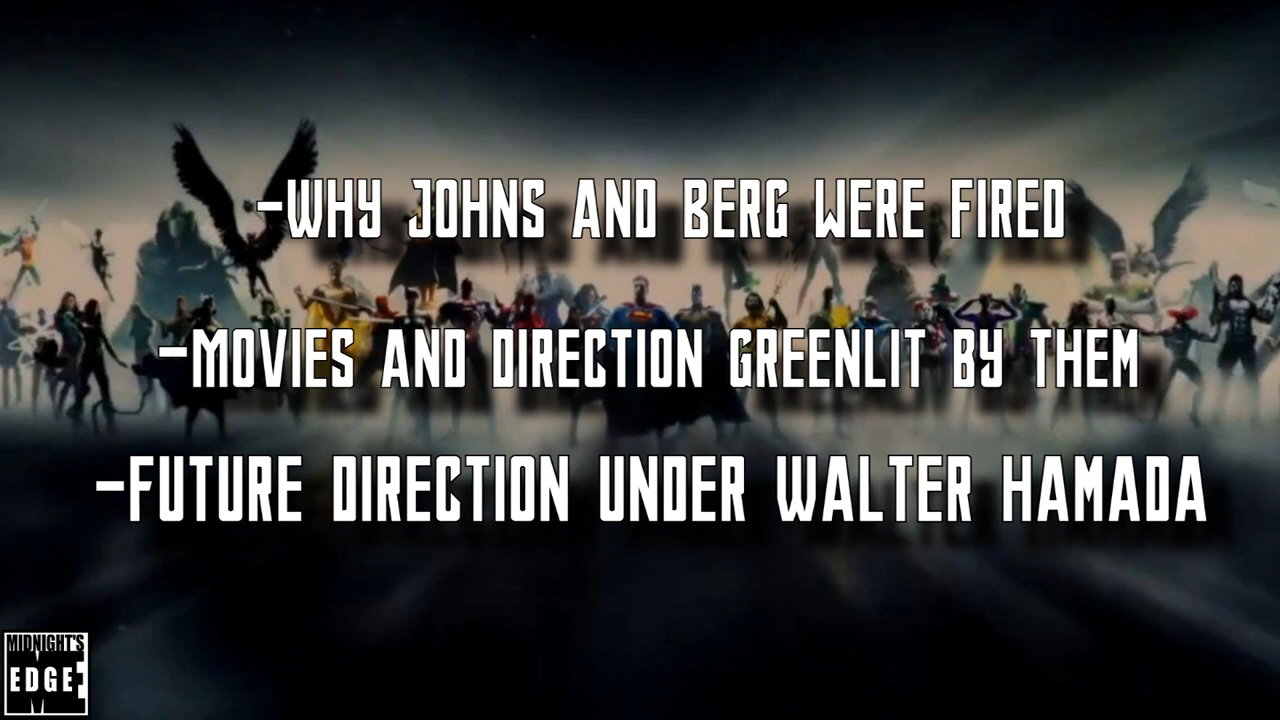 -WHY JOHNS AND BERG WERE FIRED
-MOVIES AND DIRECTION GREENLIT BY THEM
-FUTURE DIRECTION UNDER WALTER HAMADA
MIDNIGHT'S
EDGE